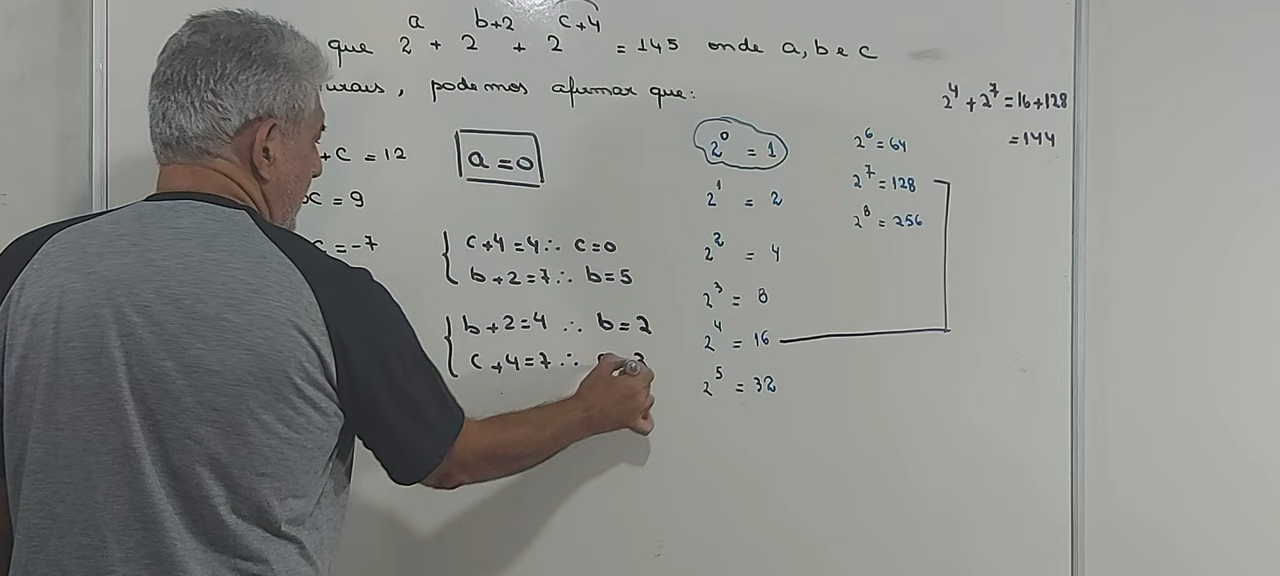 que 2^a + 2^(b+2) + 2^(c+4) = 145 onde a, b e c
podemos afirmar que:
+ c = 12
c = 9
= -7
a = 0
{ c + 4 = 4 ∴ c = 0
b + 2 = 7 ∴ b = 5
{ b + 2 = 4 ∴ b = 2
c + 4 = 7 ∴
2^0 = 1
2^1 = 2
2^2 = 4
2^3 = 8
2^4 = 16
2^5 = 32
2^6 = 64
2^7 = 128
2^8 = 256
2^4 + 2^7 = 16 + 128
= 144